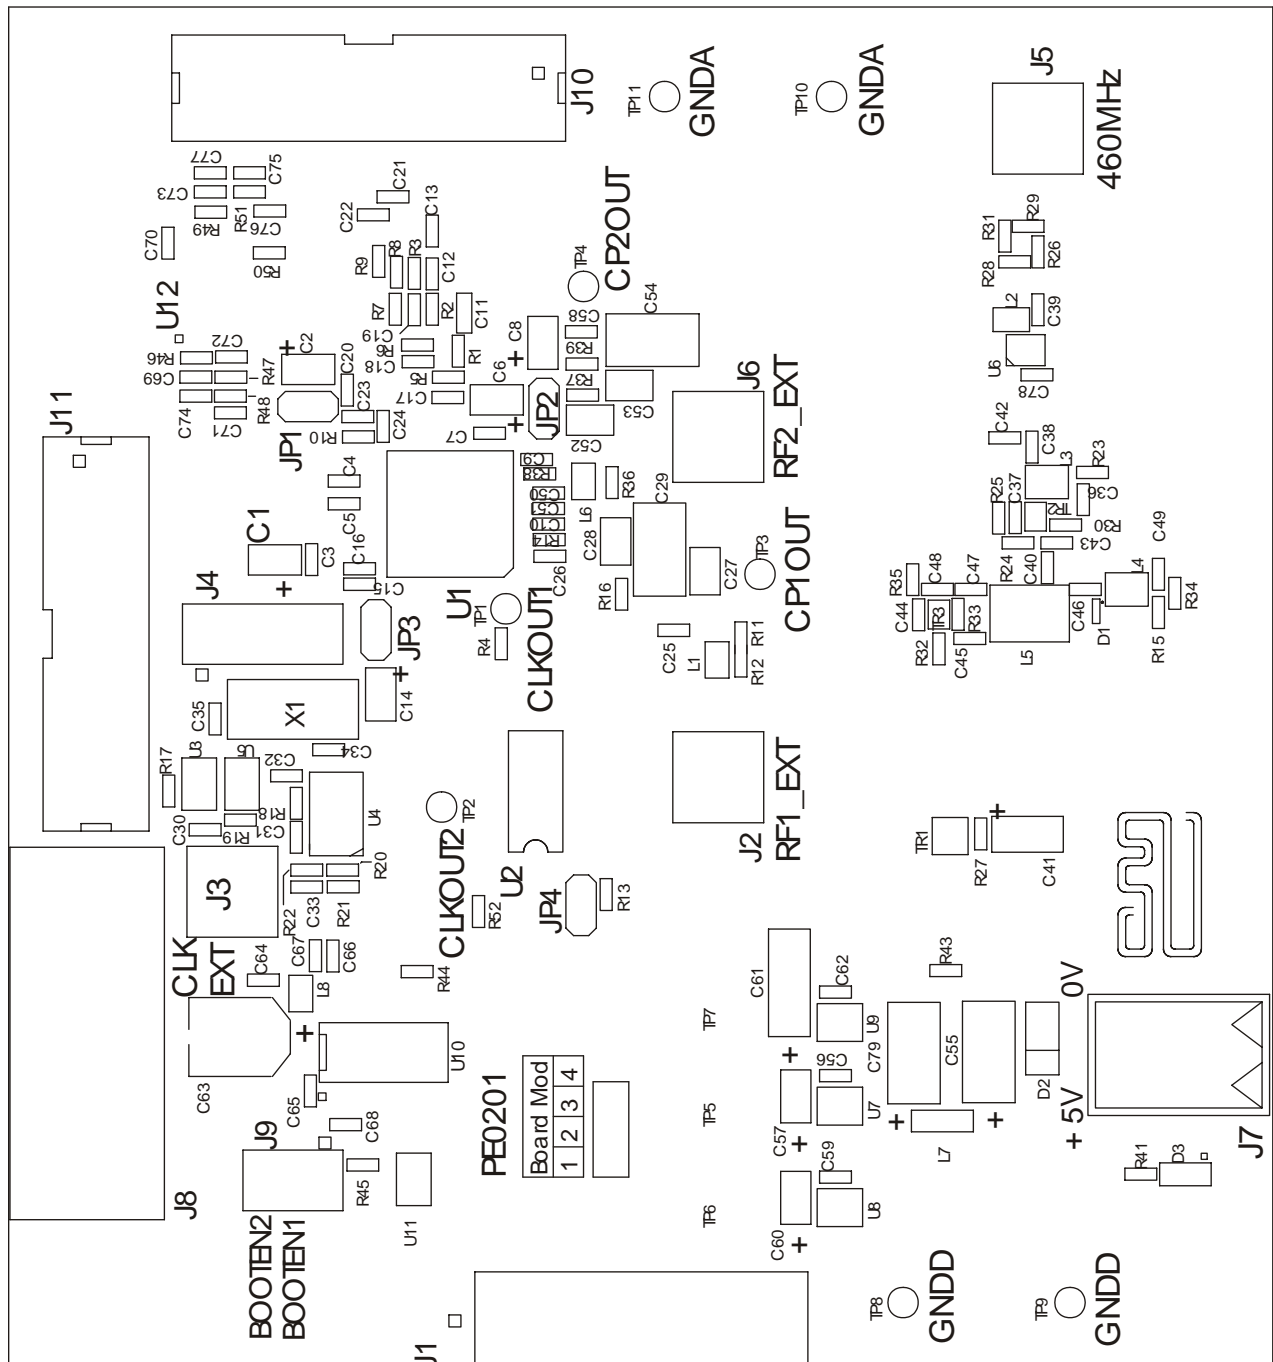 J10
TP11
GNDA
TP10
GNDA
J5
460MHz
C77
C75
C73
R49
R51
C76
C70
R50
C21
C22
C13
R9
R8
R3
C12
R7
R2
C11
C19
R6
C18
R1
R5
C17
TP4
CP2OUT
C58
C54
R39
R37
C53
C52
C8
C6
JP2
C7
R31
R29
R28
R26
L2
C39
U6
C78
U12
R46
C72
C69
R47
C74
R48
C71
C2
C20
C23
C24
R10
JP1
J11
C4
C5
C1
C3
C16
C15
J4
JP3
C14
U1
C9
R38
C50
C51
C10
R14
C26
L6
R36
C29
C28
R16
C27
C25
L1
R11
R12
TP3
CP1OUT
J6
RF2_EXT
TP1
R4
CLKOUT1
C42
C38
L3
R23
R25
C37
TR2
C36
R30
C43
R24
C40
C49
L4
R34
R15
D1
C46
L5
R35
C48
C47
C44
TR3
R33
R32
C45
C35
X1
C34
R17
U3
U5
C32
C30
R19
R18
C31
U4
R20
J3
R22
C33
R21
CLK
EXT
C64
C67
C66
L8
C63
TP2
CLKOUT2
R52
R44
U2
JP4
R13
J2
RF1_EXT
TR1
R27
C41
U10
C65
C68
J9
R45
U11
BOOTEN2
BOOTEN1
J8
PE0201
Board Mod
1 2 3 4
TP7
TP5
TP6
C61
C62
U9
C56
C57
U7
C59
C60
U8
C79
C55
L7
R43
D2
+5V
0V
J7
R41
D3
TP8
GNDD
TP9
GNDD
J1